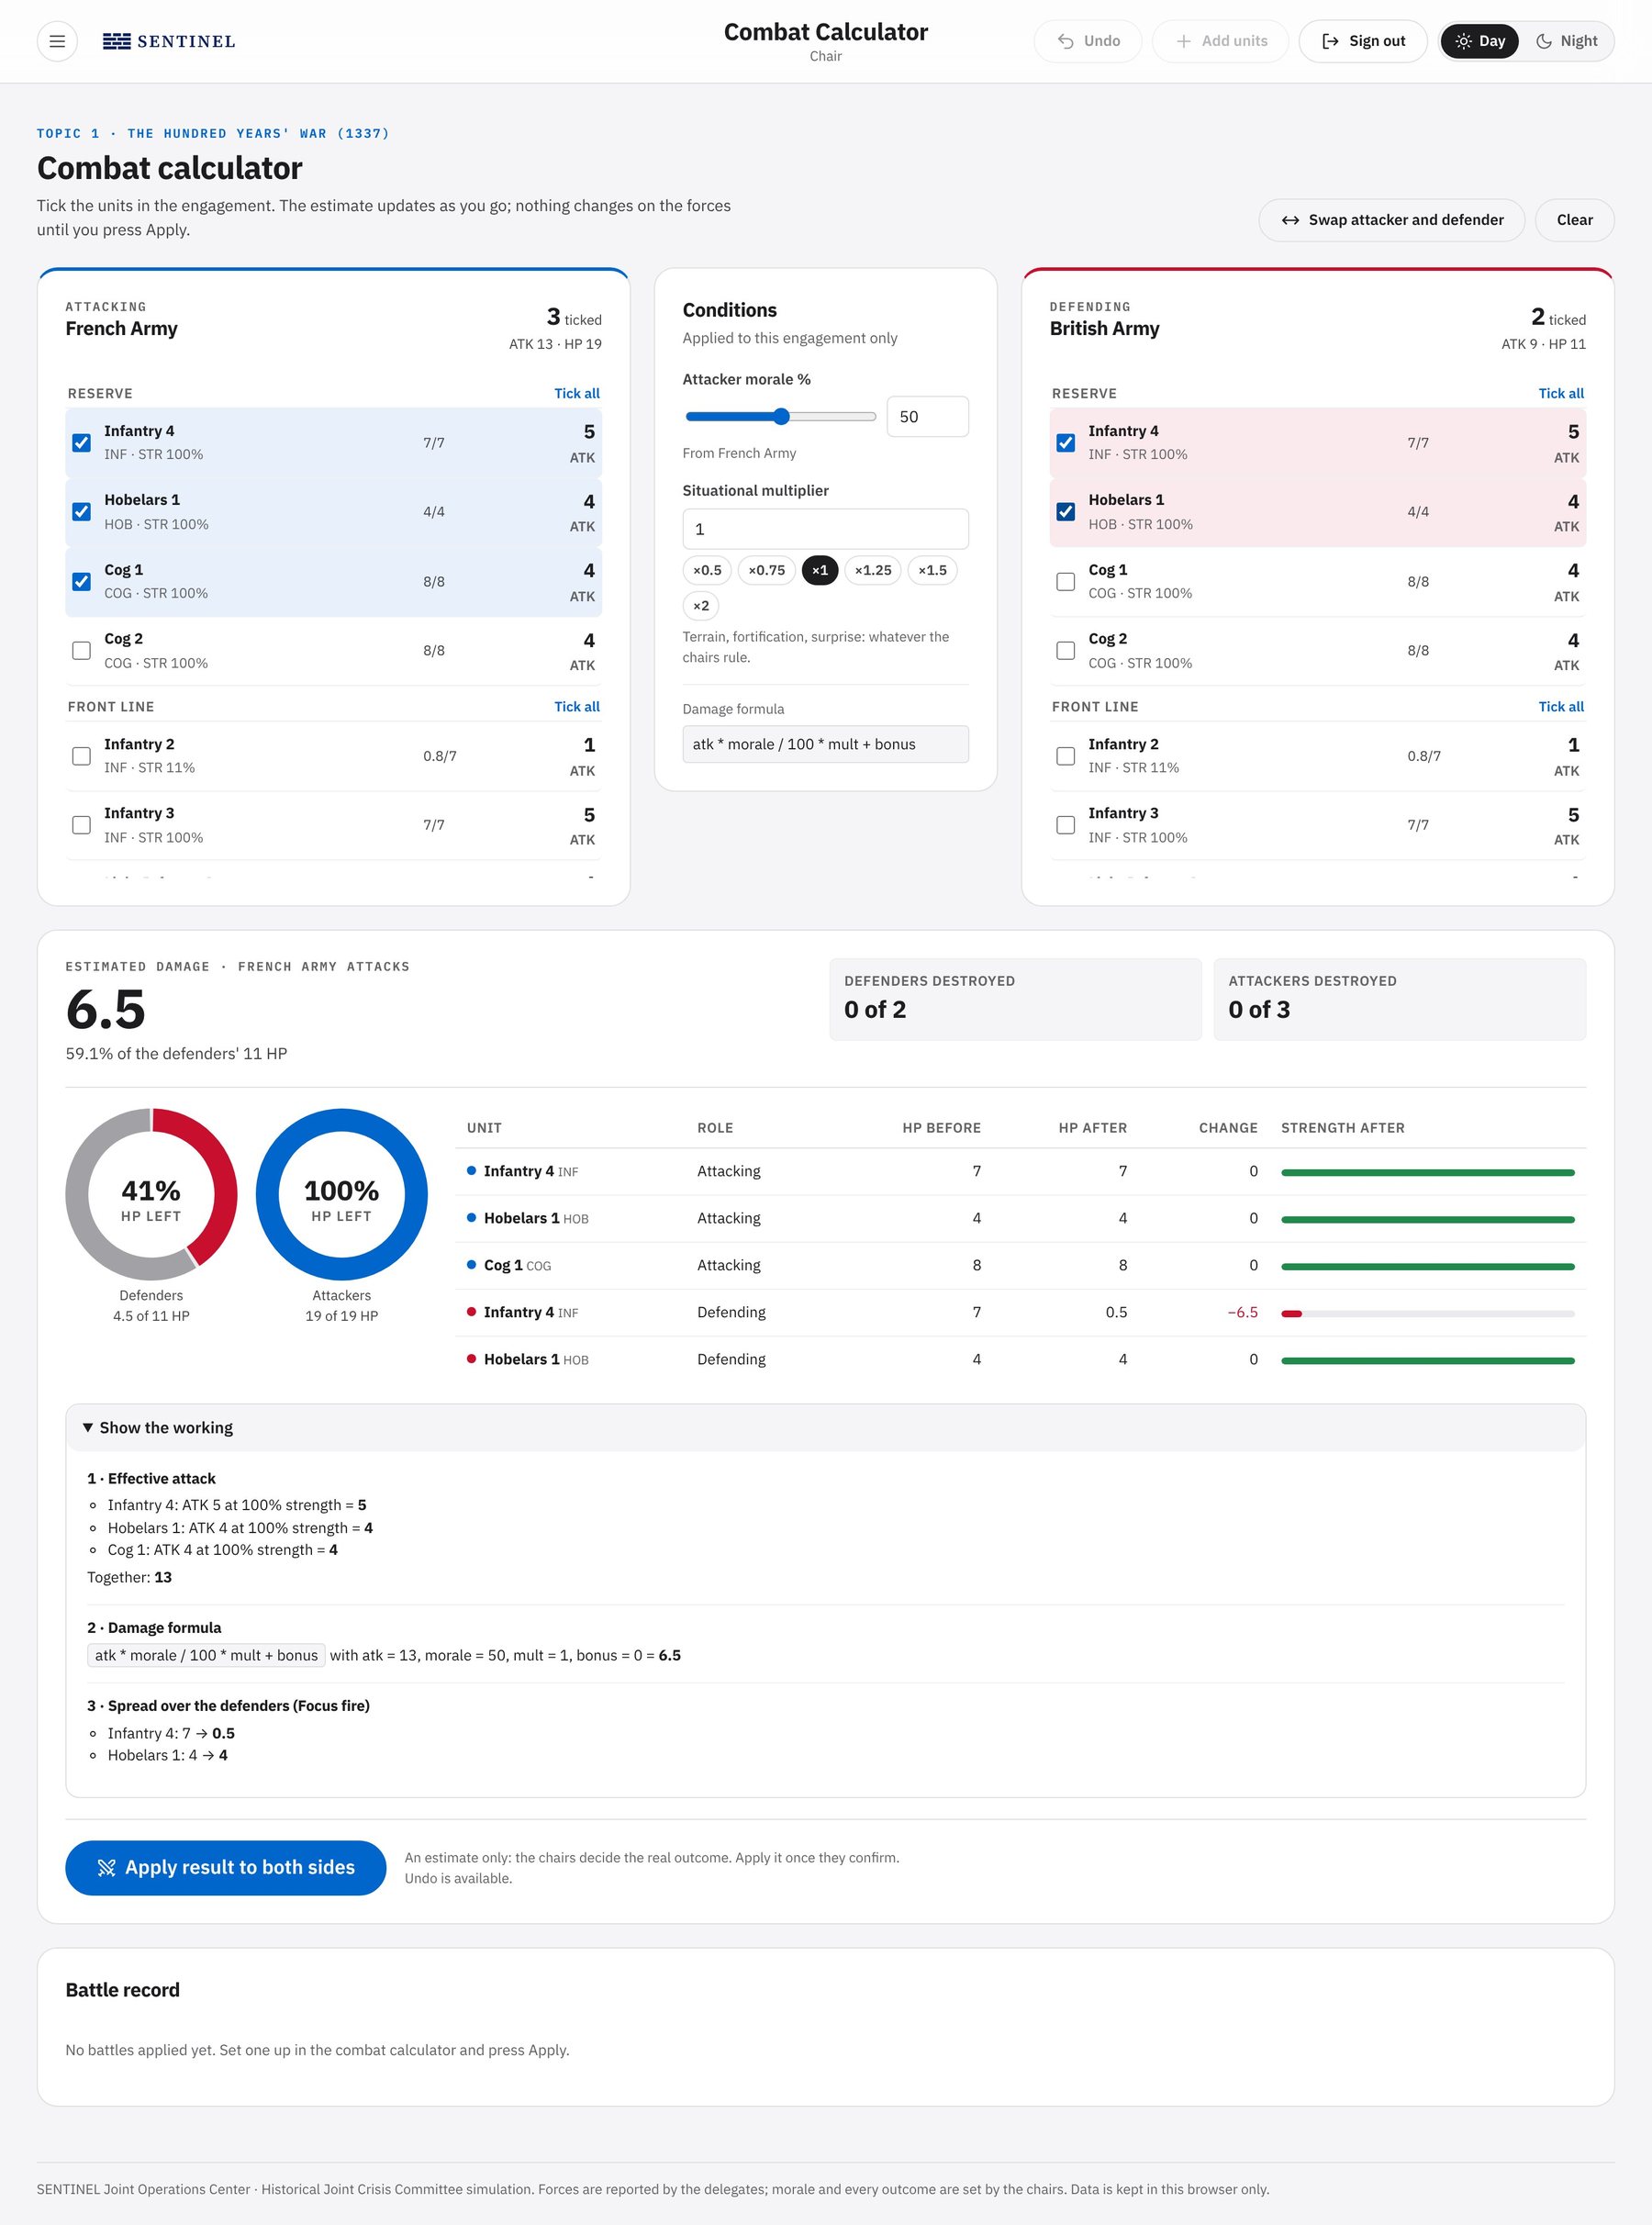 SENTINEL
Combat Calculator
Chair
Undo
Add units
Sign out
Day
Night
TOPIC 1 · THE HUNDRED YEARS' WAR (1337)
Combat calculator
Tick the units in the engagement. The estimate updates as you go; nothing changes on the forces
until you press Apply.
Swap attacker and defender
Clear
ATTACKING
French Army
3 ticked
ATK 13 · HP 19
RESERVE
Tick all
Infantry 4
INF · STR 100%
7/7
5
ATK
Hobelars 1
HOB · STR 100%
4/4
4
ATK
Cog 1
COG · STR 100%
8/8
4
ATK
Cog 2
COG · STR 100%
8/8
4
ATK
FRONT LINE
Tick all
Infantry 2
INF · STR 11%
0.8/7
1
ATK
Infantry 3
INF · STR 100%
7/7
5
ATK
Conditions
Applied to this engagement only
Attacker morale %
50
From French Army
Situational multiplier
1
×0.5
×0.75
×1
×1.25
×1.5
×2
Terrain, fortification, surprise: whatever the
chairs rule.
Damage formula
atk * morale / 100 * mult + bonus
DEFENDING
British Army
2 ticked
ATK 9 · HP 11
RESERVE
Tick all
Infantry 4
INF · STR 100%
7/7
5
ATK
Hobelars 1
HOB · STR 100%
4/4
4
ATK
Cog 1
COG · STR 100%
8/8
4
ATK
Cog 2
COG · STR 100%
8/8
4
ATK
FRONT LINE
Tick all
Infantry 2
INF · STR 11%
0.8/7
1
ATK
Infantry 3
INF · STR 100%
7/7
5
ATK
ESTIMATED DAMAGE · FRENCH ARMY ATTACKS
6.5
59.1% of the defenders' 11 HP
DEFENDERS DESTROYED
0 of 2
ATTACKERS DESTROYED
0 of 3
41%
HP LEFT
Defenders
4.5 of 11 HP
100%
HP LEFT
Attackers
19 of 19 HP
UNIT ROLE HP BEFORE HP AFTER CHANGE STRENGTH AFTER
Infantry 4 INF Attacking 7 7 0
Hobelars 1 HOB Attacking 4 4 0
Cog 1 COG Attacking 8 8 0
Infantry 4 INF Defending 7 0.5 −6.5
Hobelars 1 HOB Defending 4 4 0
▼ Show the working
1 · Effective attack
Infantry 4: ATK 5 at 100% strength = 5
Hobelars 1: ATK 4 at 100% strength = 4
Cog 1: ATK 4 at 100% strength = 4
Together: 13
2 · Damage formula
atk * morale / 100 * mult + bonus with atk = 13, morale = 50, mult = 1, bonus = 0 = 6.5
3 · Spread over the defenders (Focus fire)
Infantry 4: 7 → 0.5
Hobelars 1: 4 → 4
Apply result to both sides
An estimate only: the chairs decide the real outcome. Apply it once they confirm.
Undo is available.
Battle record
No battles applied yet. Set one up in the combat calculator and press Apply.
SENTINEL Joint Operations Center · Historical Joint Crisis Committee simulation. Forces are reported by the delegates; morale and every outcome are set by the chairs. Data is kept in this browser only.